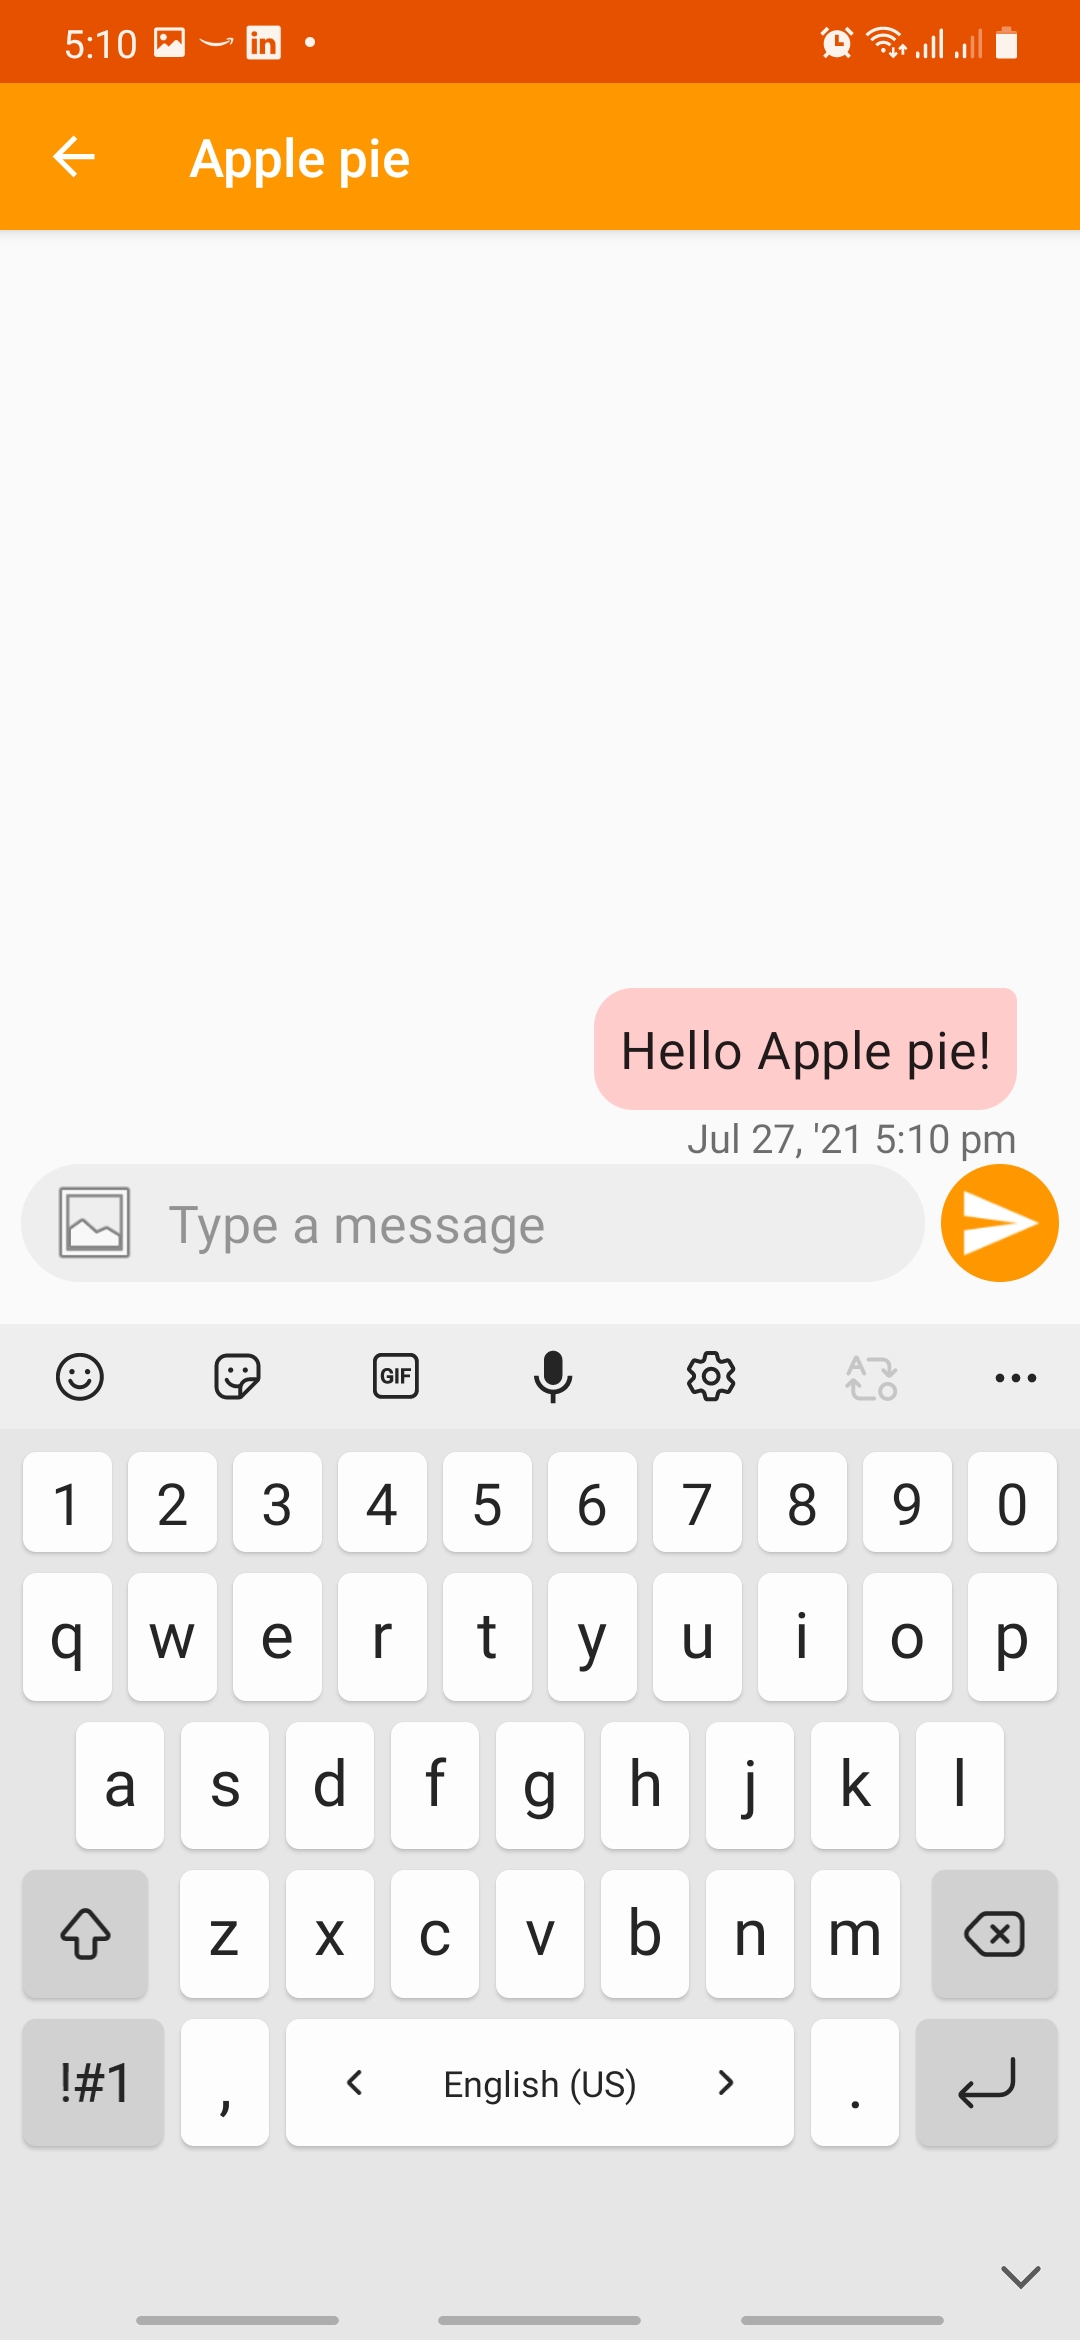 5:10 in
Apple pie
Hello Apple pie!
Jul 27, '21 5:10 pm
Type a message
GIF
1 2 3 4 5 6 7 8 9 0
q w e r t y u i o p
a s d f g h j k l
z x c v b n m
!#1 , English (US) .